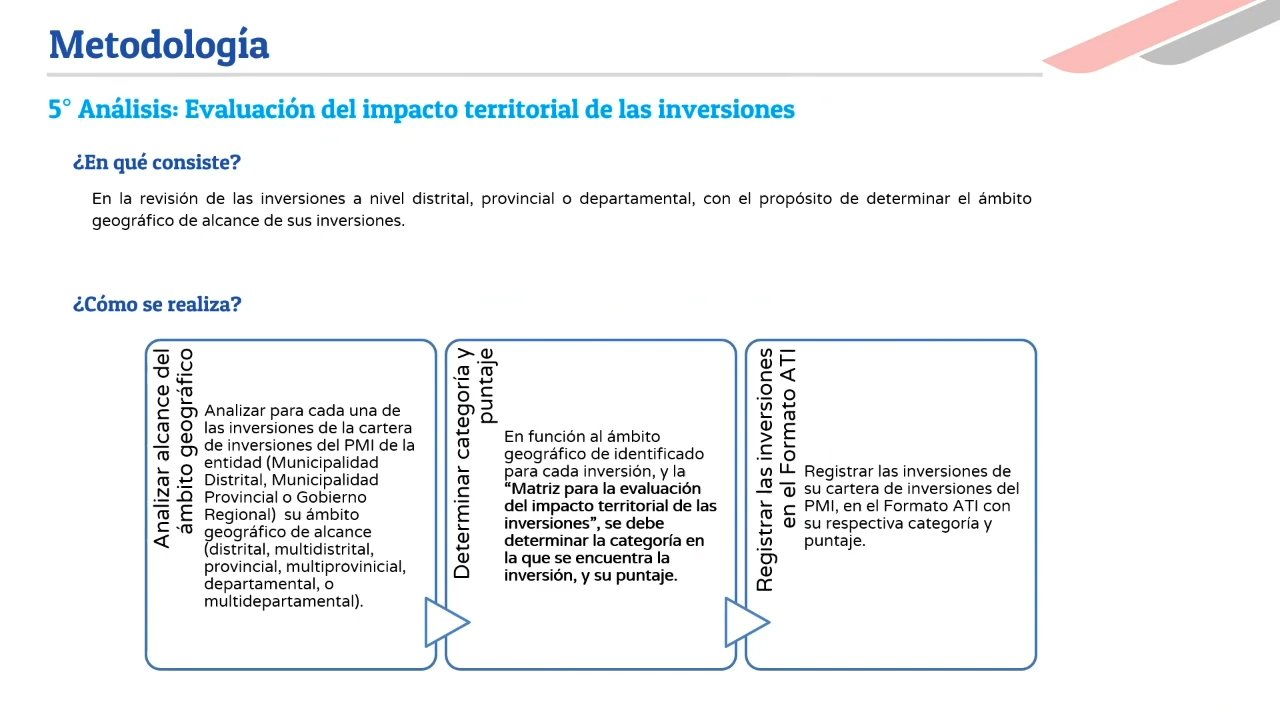 Metodología
5° Análisis: Evaluación del impacto territorial de las inversiones
¿En qué consiste?
En la revisión de las inversiones a nivel distrital, provincial o departamental, con el propósito de determinar el ámbito
geográfico de alcance de sus inversiones.
¿Cómo se realiza?
Analizar alcance del
ámbito geográfico
Analizar para cada una de
las inversiones de la cartera
de inversiones del PMI de la
entidad (Municipalidad
Distrital, Municipalidad
Provincial o Gobierno
Regional) su ámbito
geográfico de alcance
(distrital, multidistrital,
provincial, multiprovinicial,
departamental, o
multidepartamental).
Determinar categoría y
puntaje
En función al ámbito
geográfico de identificado
para cada inversión, y la
“Matriz para la evaluación
del impacto territorial de las
inversiones”, se debe
determinar la categoría en
la que se encuentra la
inversión, y su puntaje.
Registrar las inversiones
en el Formato ATI
Registrar las inversiones de
su cartera de inversiones del
PMI, en el Formato ATI con
su respectiva categoría y
puntaje.